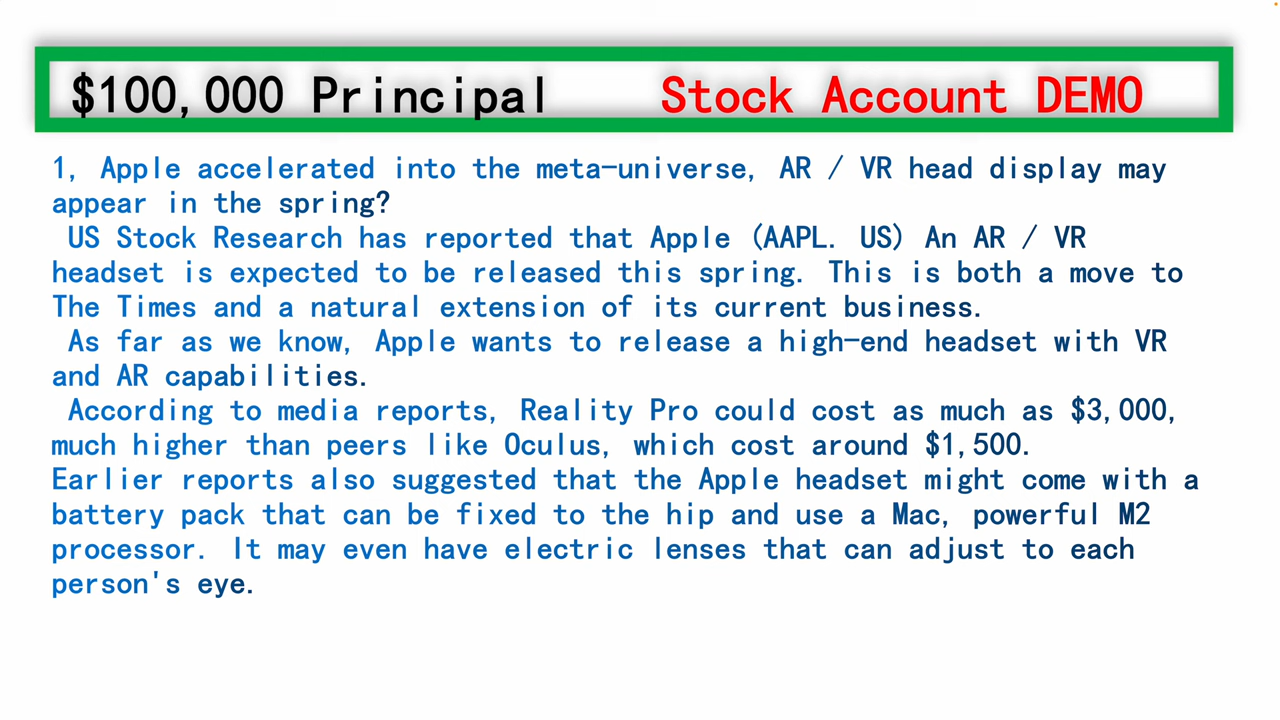 $100,000 Principal Stock Account DEMO
1, Apple accelerated into the meta-universe, AR / VR head display may
appear in the spring?
US Stock Research has reported that Apple (AAPL. US) An AR / VR
headset is expected to be released this spring. This is both a move to
The Times and a natural extension of its current business.
As far as we know, Apple wants to release a high-end headset with VR
and AR capabilities.
According to media reports, Reality Pro could cost as much as $3,000,
much higher than peers like Oculus, which cost around $1,500.
Earlier reports also suggested that the Apple headset might come with a
battery pack that can be fixed to the hip and use a Mac, powerful M2
processor. It may even have electric lenses that can adjust to each
person's eye.